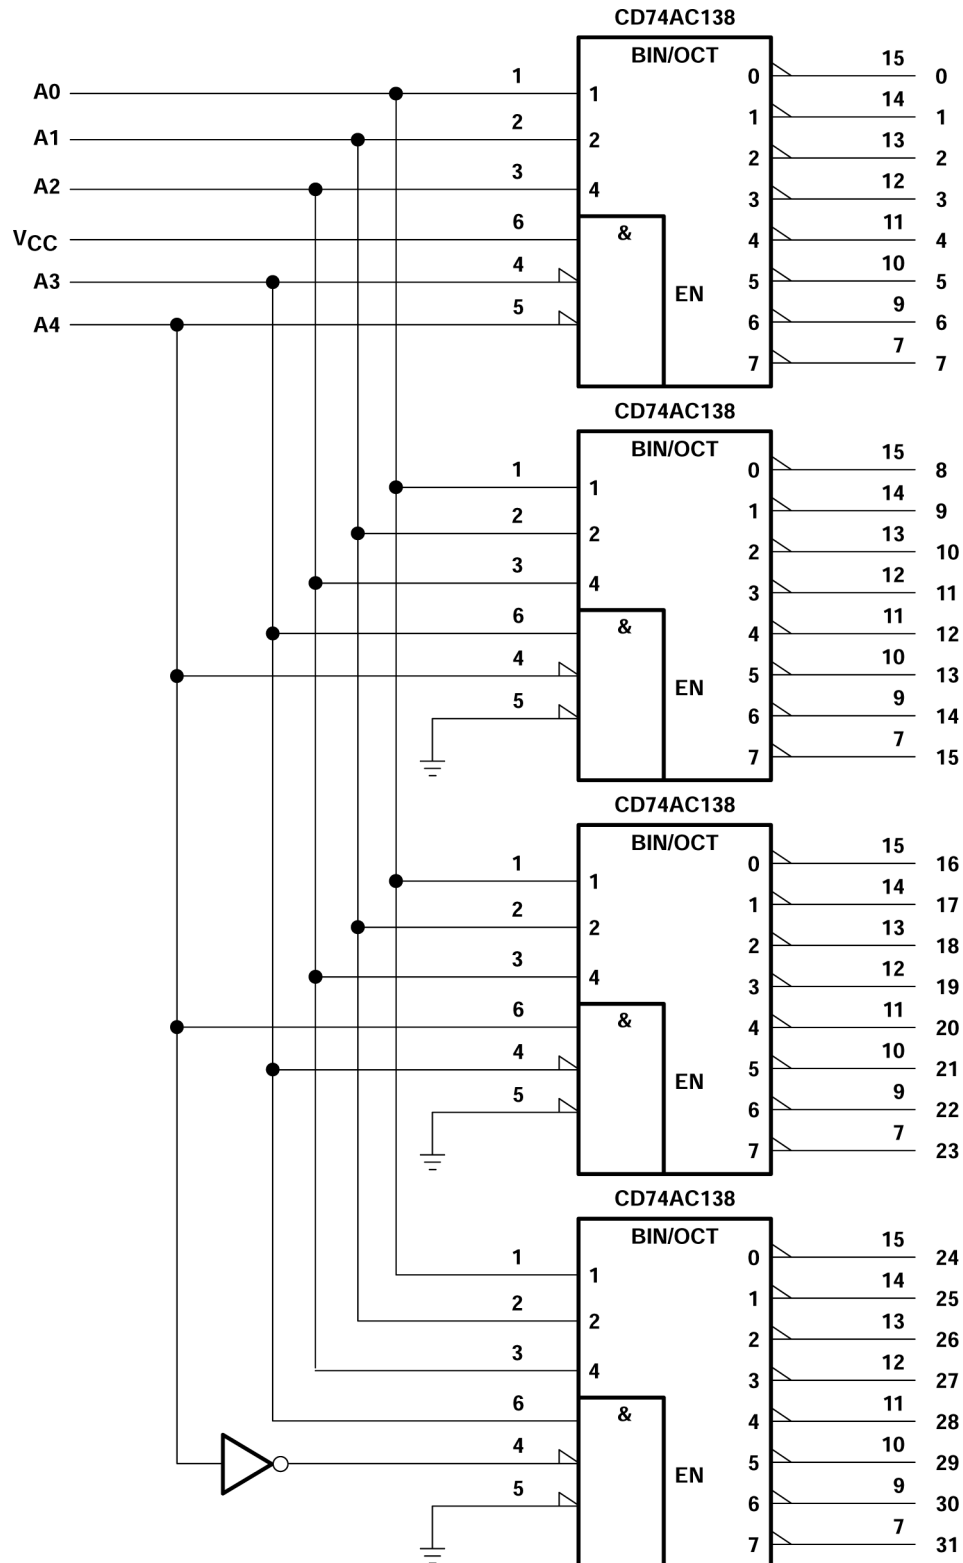 CD74AC138
BIN/OCT
A0 1 1 0 15 0
A1 2 2 1 14 1
A2 3 4 2 13 2
3 12 3
VCC 6 & 4 11 4
A3 4 EN 5 10 5
A4 5 6 9 6
7 7 7
CD74AC138
BIN/OCT
1 1 0 15 8
2 2 1 14 9
3 4 2 13 10
3 12 11
6 & 4 11 12
4 EN 5 10 13
5 6 9 14
7 7 15
CD74AC138
BIN/OCT
1 1 0 15 16
2 2 1 14 17
3 4 2 13 18
3 12 19
6 & 4 11 20
4 EN 5 10 21
5 6 9 22
7 7 23
CD74AC138
BIN/OCT
1 1 0 15 24
2 2 1 14 25
3 4 2 13 26
3 12 27
6 & 4 11 28
4 EN 5 10 29
5 6 9 30
7 7 31